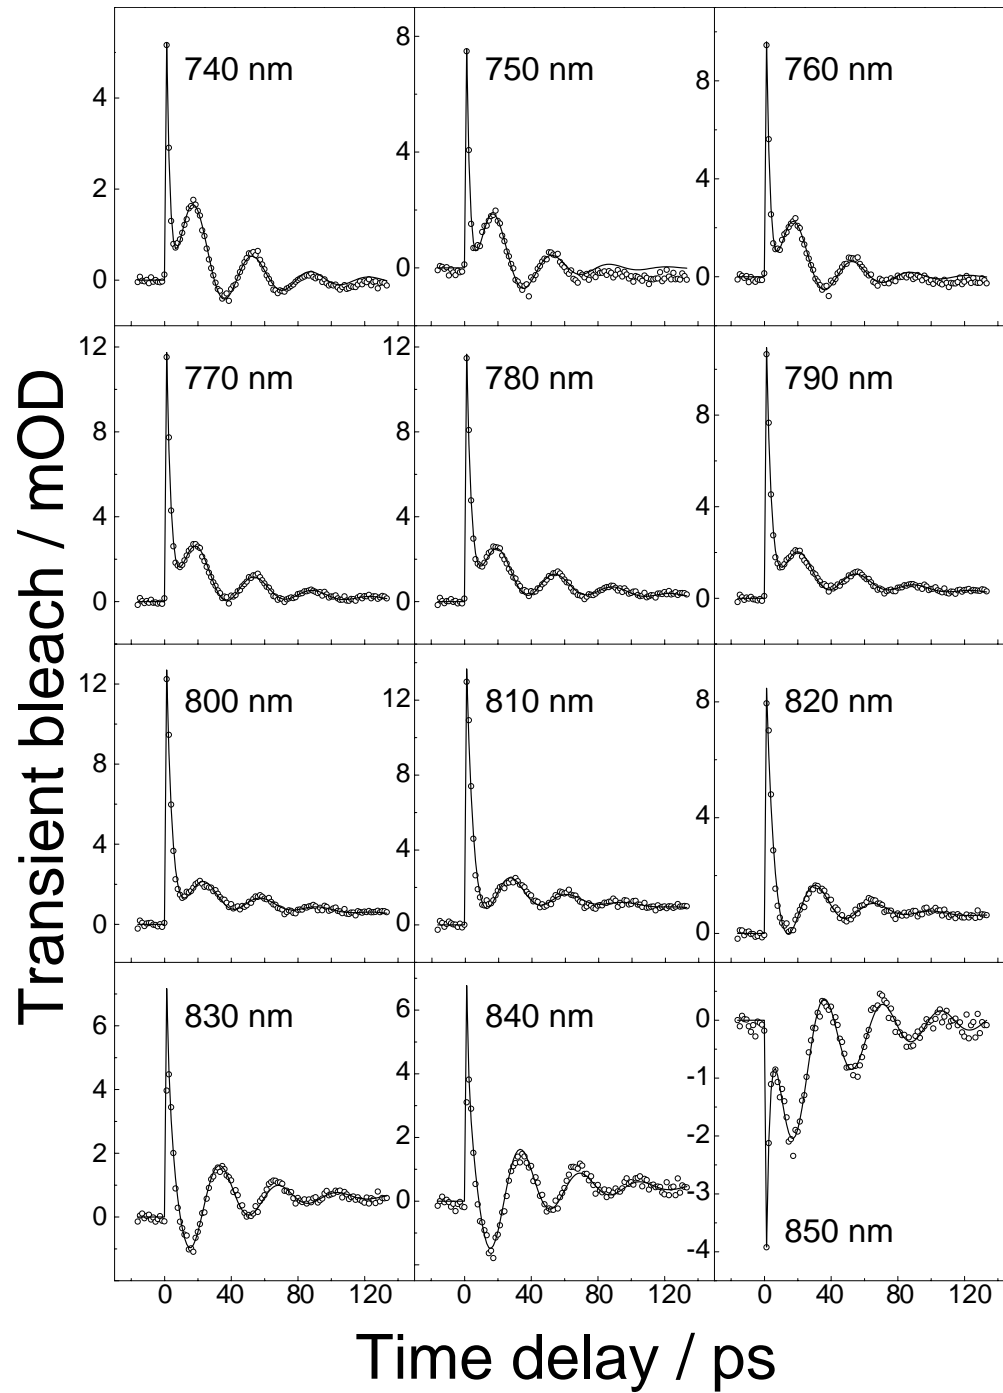 740 nm
750 nm
760 nm
4
2
0
8
4
0
8
4
0
770 nm
780 nm
790 nm
12
8
4
0
12
8
4
0
8
4
0
800 nm
810 nm
820 nm
12
8
4
0
12
8
4
0
8
4
0
830 nm
840 nm
850 nm
6
4
2
0
6
4
2
0
0
-1
-2
-3
-4
0 40 80 120 0 40 80 120 0 40 80 120
Transient bleach / mOD
Time delay / ps